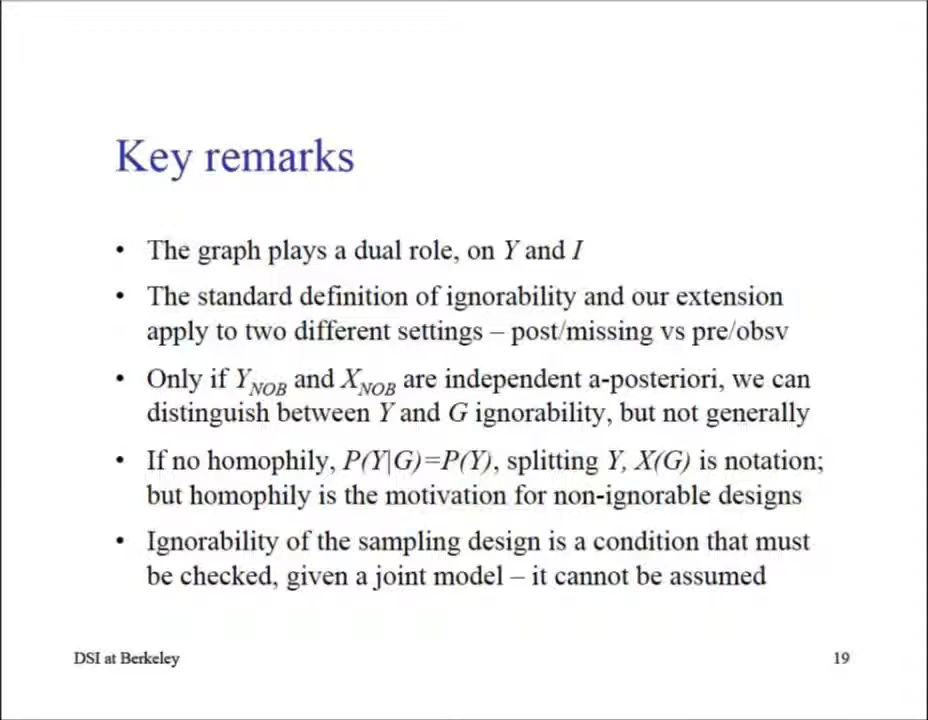 Key remarks
• The graph plays a dual role, on Y and I
• The standard definition of ignorability and our extension
apply to two different settings – post/missing vs pre/obsv
• Only if Y_NOB and X_NOB are independent a-posteriori, we can
distinguish between Y and G ignorability, but not generally
• If no homophily, P(Y|G)=P(Y), splitting Y, X(G) is notation;
but homophily is the motivation for non-ignorable designs
• Ignorability of the sampling design is a condition that must
be checked, given a joint model – it cannot be assumed
DSI at Berkeley
19